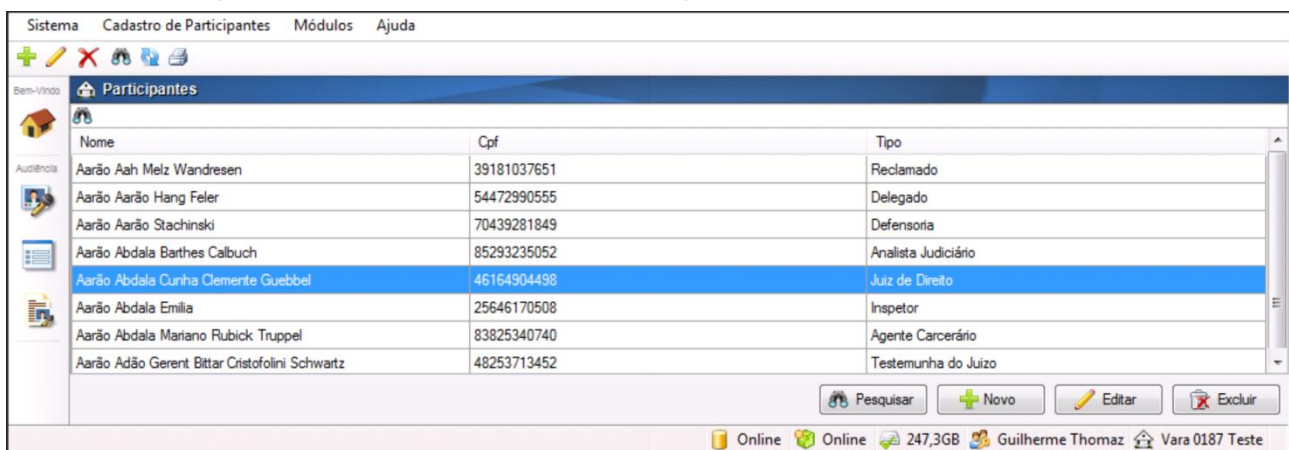 Sistema Cadastro de Participantes Módulos Ajuda
Bem-Vindo Participantes
Nome Cpf Tipo
Audiência Aarão Aah Melz Wandresen 39181037651 Reclamado
Aarão Aarão Hang Feler 54472990555 Delegado
Aarão Aarão Stachinski 70439281849 Defensoria
Aarão Abdala Barthes Calbuch 85293235052 Analista Judiciário
Aarão Abdala Cunha Clemente Guebbel 46164904498 Juiz de Direito
Aarão Abdala Emilia 25646170508 Inspetor
Aarão Abdala Mariano Rubick Truppel 83825340740 Agente Carcerário
Aarão Adão Gerent Bittar Cristofolini Schwartz 48253713452 Testemunha do Juizo
Pesquisar Novo Editar Excluir
Online Online 247,3GB Guilherme Thomaz Vara 0187 Teste